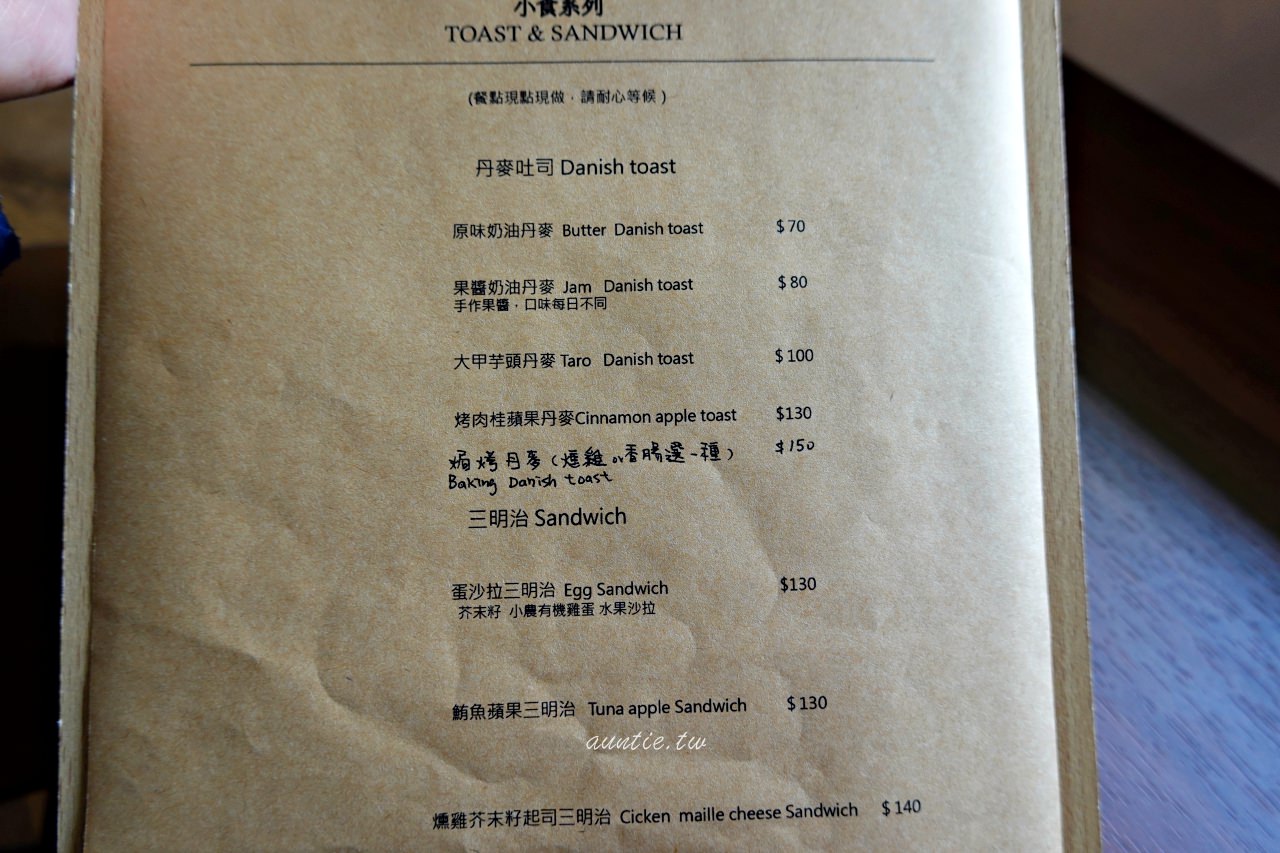 小食系列
TOAST & SANDWICH
(餐點現點現做，請耐心等候)
丹麥吐司 Danish toast
原味奶油丹麥 Butter Danish toast $70
果醬奶油丹麥 Jam Danish toast $80
手作果醬，口味每日不同
大甲芋頭丹麥 Taro Danish toast $100
烤肉桂蘋果丹麥Cinnamon apple toast $130
焗烤丹麥(燻雞or香腸選一種) $150
Baking Danish toast
三明治 Sandwich
蛋沙拉三明治 Egg Sandwich $130
芥末籽 小農有機雞蛋 水果沙拉
鮪魚蘋果三明治 Tuna apple Sandwich $130
auntie.tw
燻雞芥末籽起司三明治 Cicken maille cheese Sandwich $140